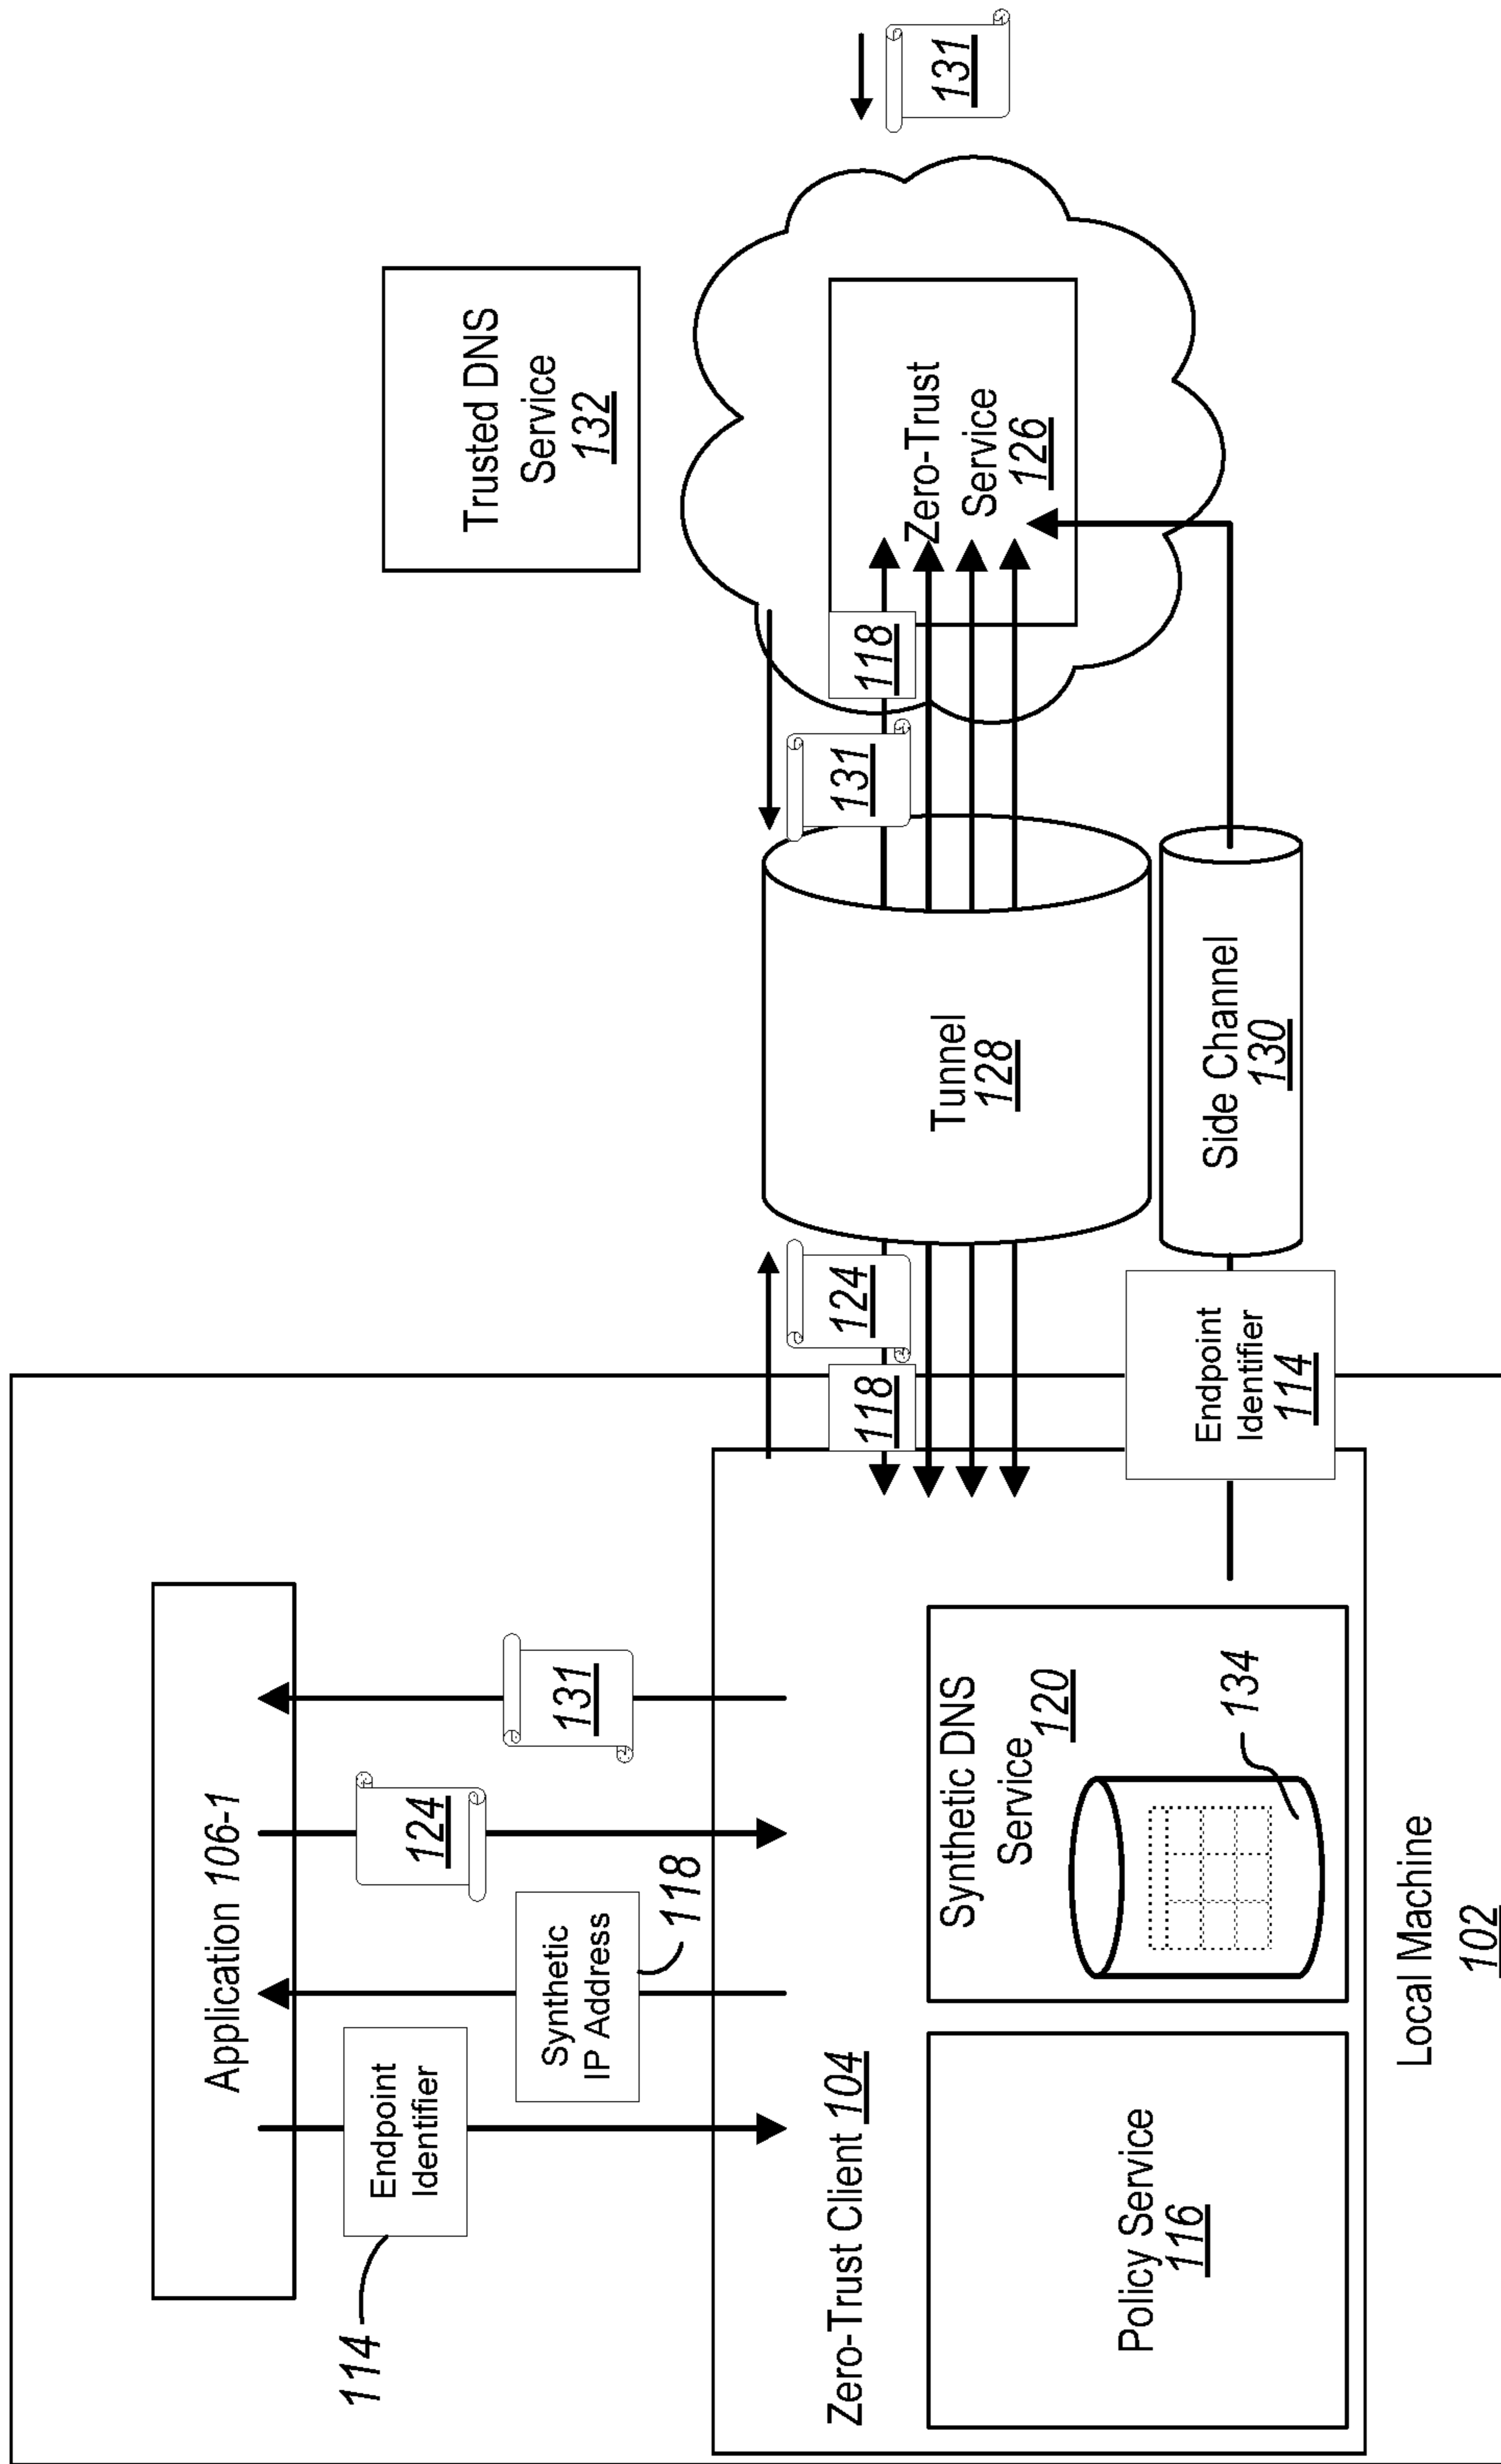 Application 106-1
114
Endpoint
Identifier
Synthetic
IP Address
118
124
131
Zero-Trust Client 104
Policy Service
116
Synthetic DNS
Service 120
134
Local Machine
102
118
124
Endpoint
Identifier
114
Tunnel
128
Side Channel
130
131
118
Trusted DNS
Service
132
Zero-Trust
Service
126
131